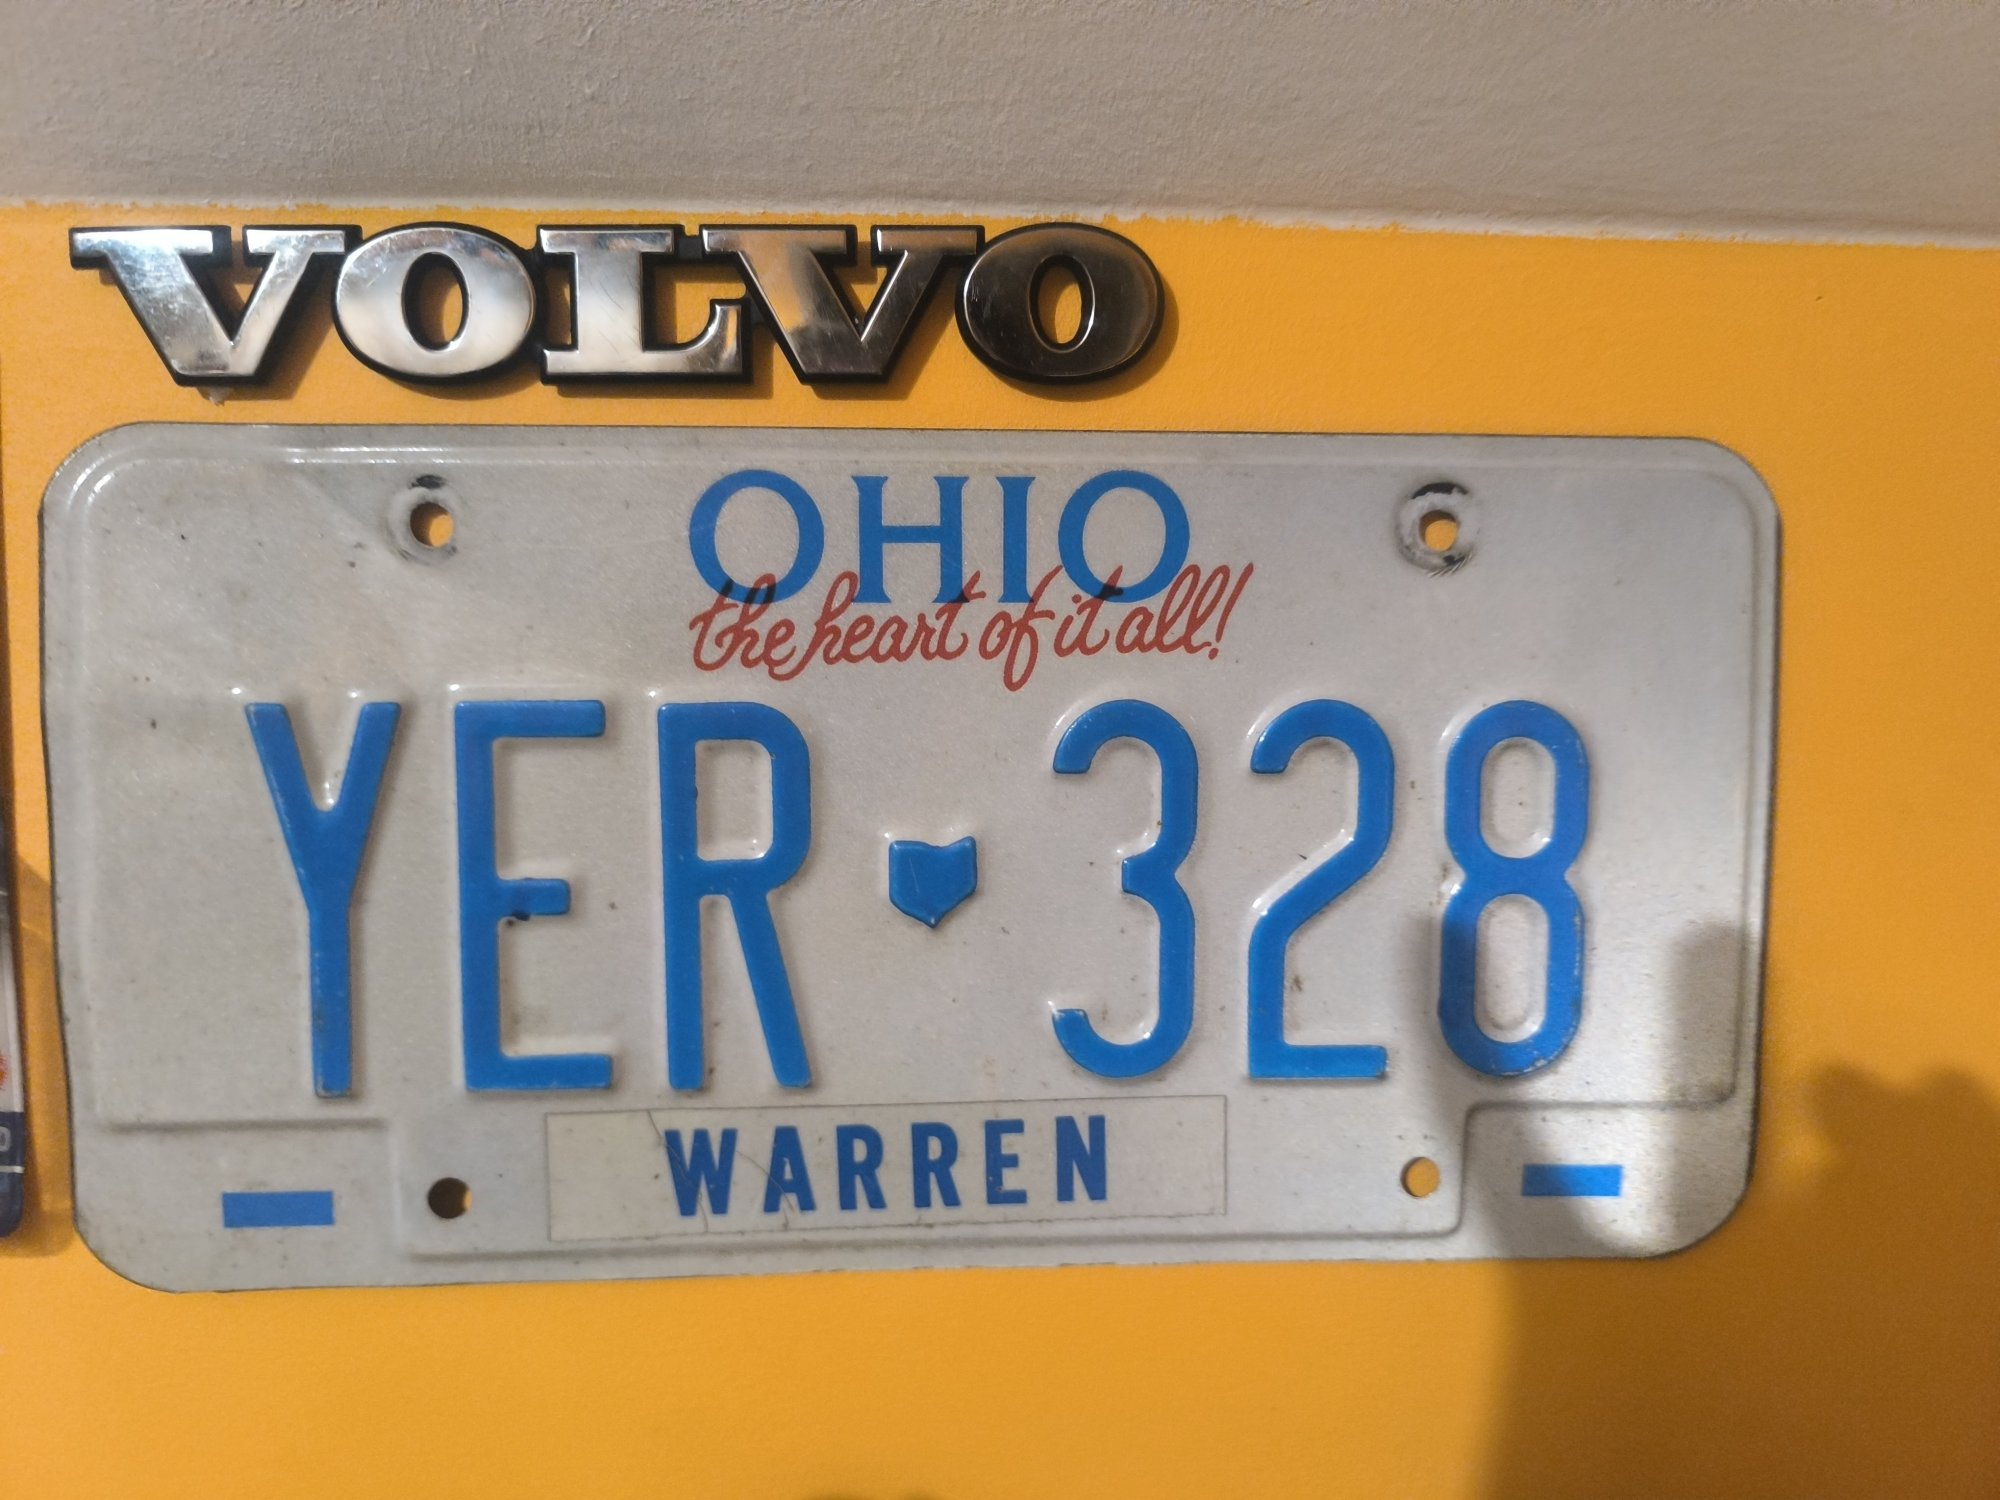 VOLVO
OHIO
the heart of it all!
YER 328
WARREN